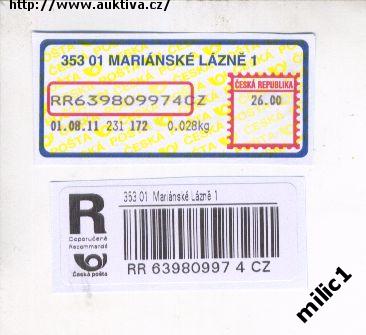 http://www.auktiva.cz/
353 01 MARIÁNSKÉ LÁZNĚ 1
RR639809974CZ
ČESKÁ REPUBLIKA
26.00
01.08.11 231 172 0.028kg
R
Doporučeně
Recommandé
Česká pošta
353 01 Mariánské Lázně 1
RR 63980997 4 CZ
milic1